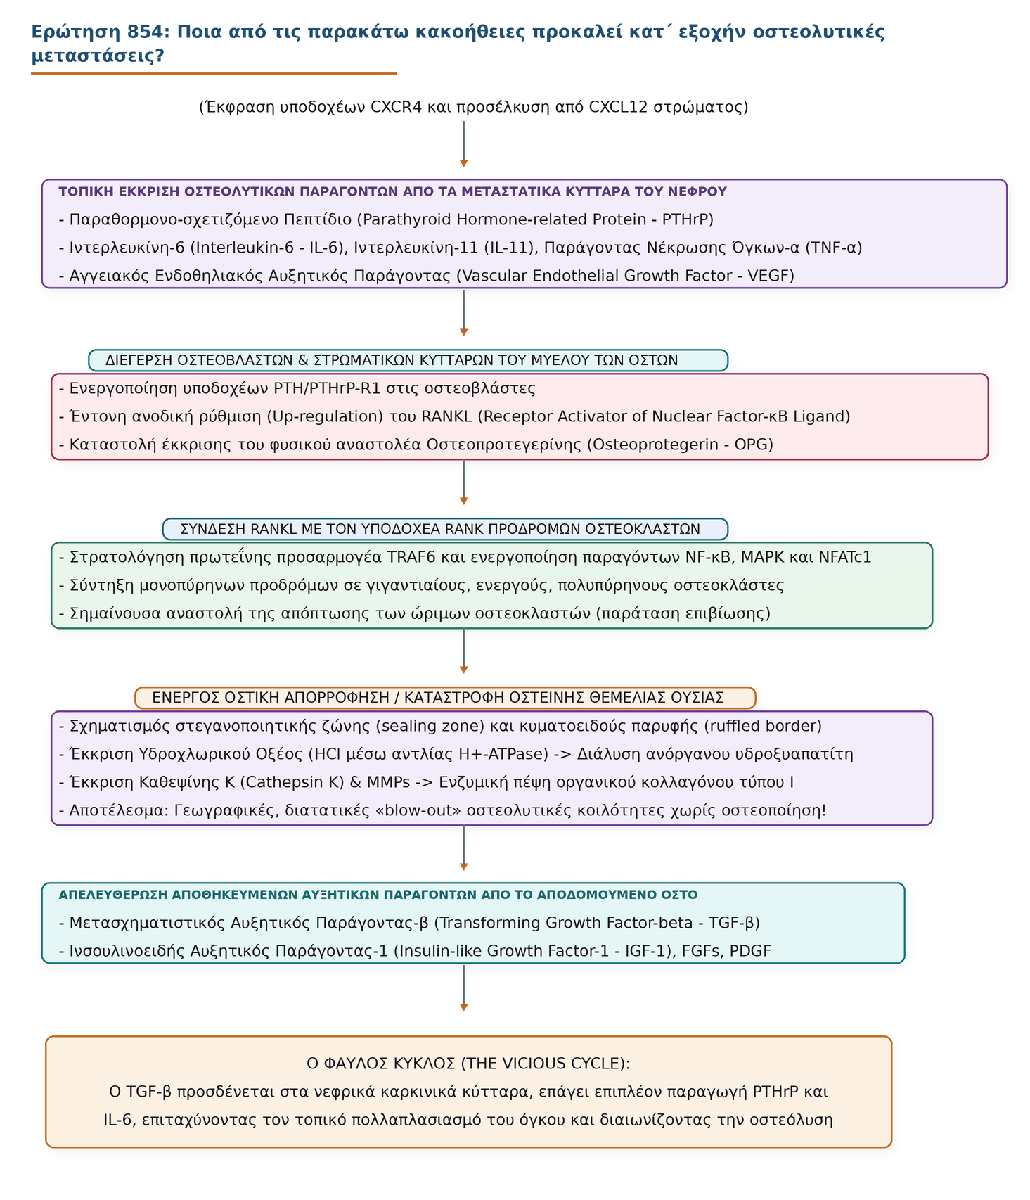 Ερώτηση 854: Ποια από τις παρακάτω κακοήθειες προκαλεί κατ΄ εξοχήν οστεολυτικές
μεταστάσεις?
(Έκφραση υποδοχέων CXCR4 και προσέλκυση από CXCL12 στρώματος)
ΤΟΠΙΚΗ ΕΚΚΡΙΣΗ ΟΣΤΕΟΛΥΤΙΚΩΝ ΠΑΡΑΓΟΝΤΩΝ ΑΠΟ ΤΑ ΜΕΤΑΣΤΑΤΙΚΑ ΚΥΤΤΑΡΑ ΤΟΥ ΝΕΦΡΟΥ
- Παραθορμονο-σχετιζόμενο Πεπτίδιο (Parathyroid Hormone-related Protein - PTHrP)
- Ιντερλευκίνη-6 (Interleukin-6 - IL-6), Ιντερλευκίνη-11 (IL-11), Παράγοντας Νέκρωσης Όγκων-α (TNF-α)
- Αγγειακός Ενδοθηλιακός Αυξητικός Παράγοντας (Vascular Endothelial Growth Factor - VEGF)
ΔΙΕΓΕΡΣΗ ΟΣΤΕΟΒΛΑΣΤΩΝ & ΣΤΡΩΜΑΤΙΚΩΝ ΚΥΤΤΑΡΩΝ ΤΟΥ ΜΥΕΛΟΥ ΤΩΝ ΟΣΤΩΝ
- Ενεργοποίηση υποδοχέων PTH/PTHrP-R1 στις οστεοβλάστες
- Έντονη ανοδική ρύθμιση (Up-regulation) του RANKL (Receptor Activator of Nuclear Factor-κB Ligand)
- Καταστολή έκκρισης του φυσικού αναστολέα Οστεοπροτεγερίνης (Osteoprotegerin - OPG)
ΣΥΝΔΕΣΗ RANKL ΜΕ ΤΟΝ ΥΠΟΔΟΧΕΑ RANK ΠΡΟΔΡΟΜΩΝ ΟΣΤΕΟΚΛΑΣΤΩΝ
- Στρατολόγηση πρωτεΐνης προσαρμογέα TRAF6 και ενεργοποίηση παραγόντων NF-κB, MAPK και NFATc1
- Σύντηξη μονοπύρηνων προδρόμων σε γιγαντιαίους, ενεργούς, πολυπύρηνους οστεοκλάστες
- Σημαίνουσα αναστολή της απόπτωσης των ώριμων οστεοκλαστών (παράταση επιβίωσης)
ΕΝΕΡΓΟΣ ΟΣΤΙΚΗ ΑΠΟΡΡΟΦΗΣΗ / ΚΑΤΑΣΤΡΟΦΗ ΟΣΤΕΙΝΗΣ ΘΕΜΕΛΙΑΣ ΟΥΣΙΑΣ
- Σχηματισμός στεγανοποιητικής ζώνης (sealing zone) και κυματοειδούς παρυφής (ruffled border)
- Έκκριση Υδροχλωρικού Οξέος (HCl μέσω αντλίας H+-ATPase) -> Διάλυση ανόργανου υδροξυαπατίτη
- Έκκριση Καθεψίνης Κ (Cathepsin K) & MMPs -> Ενζυμική πέψη οργανικού κολλαγόνου τύπου Ι
- Αποτέλεσμα: Γεωγραφικές, διατατικές «blow-out» οστεολυτικές κοιλότητες χωρίς οστεοποίηση!
ΑΠΕΛΕΥΘΕΡΩΣΗ ΑΠΟΘΗΚΕΥΜΕΝΩΝ ΑΥΞΗΤΙΚΩΝ ΠΑΡΑΓΟΝΤΩΝ ΑΠΟ ΤΟ ΑΠΟΔΟΜΟΥΜΕΝΟ ΟΣΤΟ
- Μετασχηματιστικός Αυξητικός Παράγοντας-β (Transforming Growth Factor-beta - TGF-β)
- Ινσουλινοειδής Αυξητικός Παράγοντας-1 (Insulin-like Growth Factor-1 - IGF-1), FGFs, PDGF
Ο ΦΑΥΛΟΣ ΚΥΚΛΟΣ (THE VICIOUS CYCLE):
Ο TGF-β προσδένεται στα νεφρικά καρκινικά κύτταρα, επάγει επιπλέον παραγωγή PTHrP και
IL-6, επιταχύνοντας τον τοπικό πολλαπλασιασμό του όγκου και διαιωνίζοντας την οστεόλυση